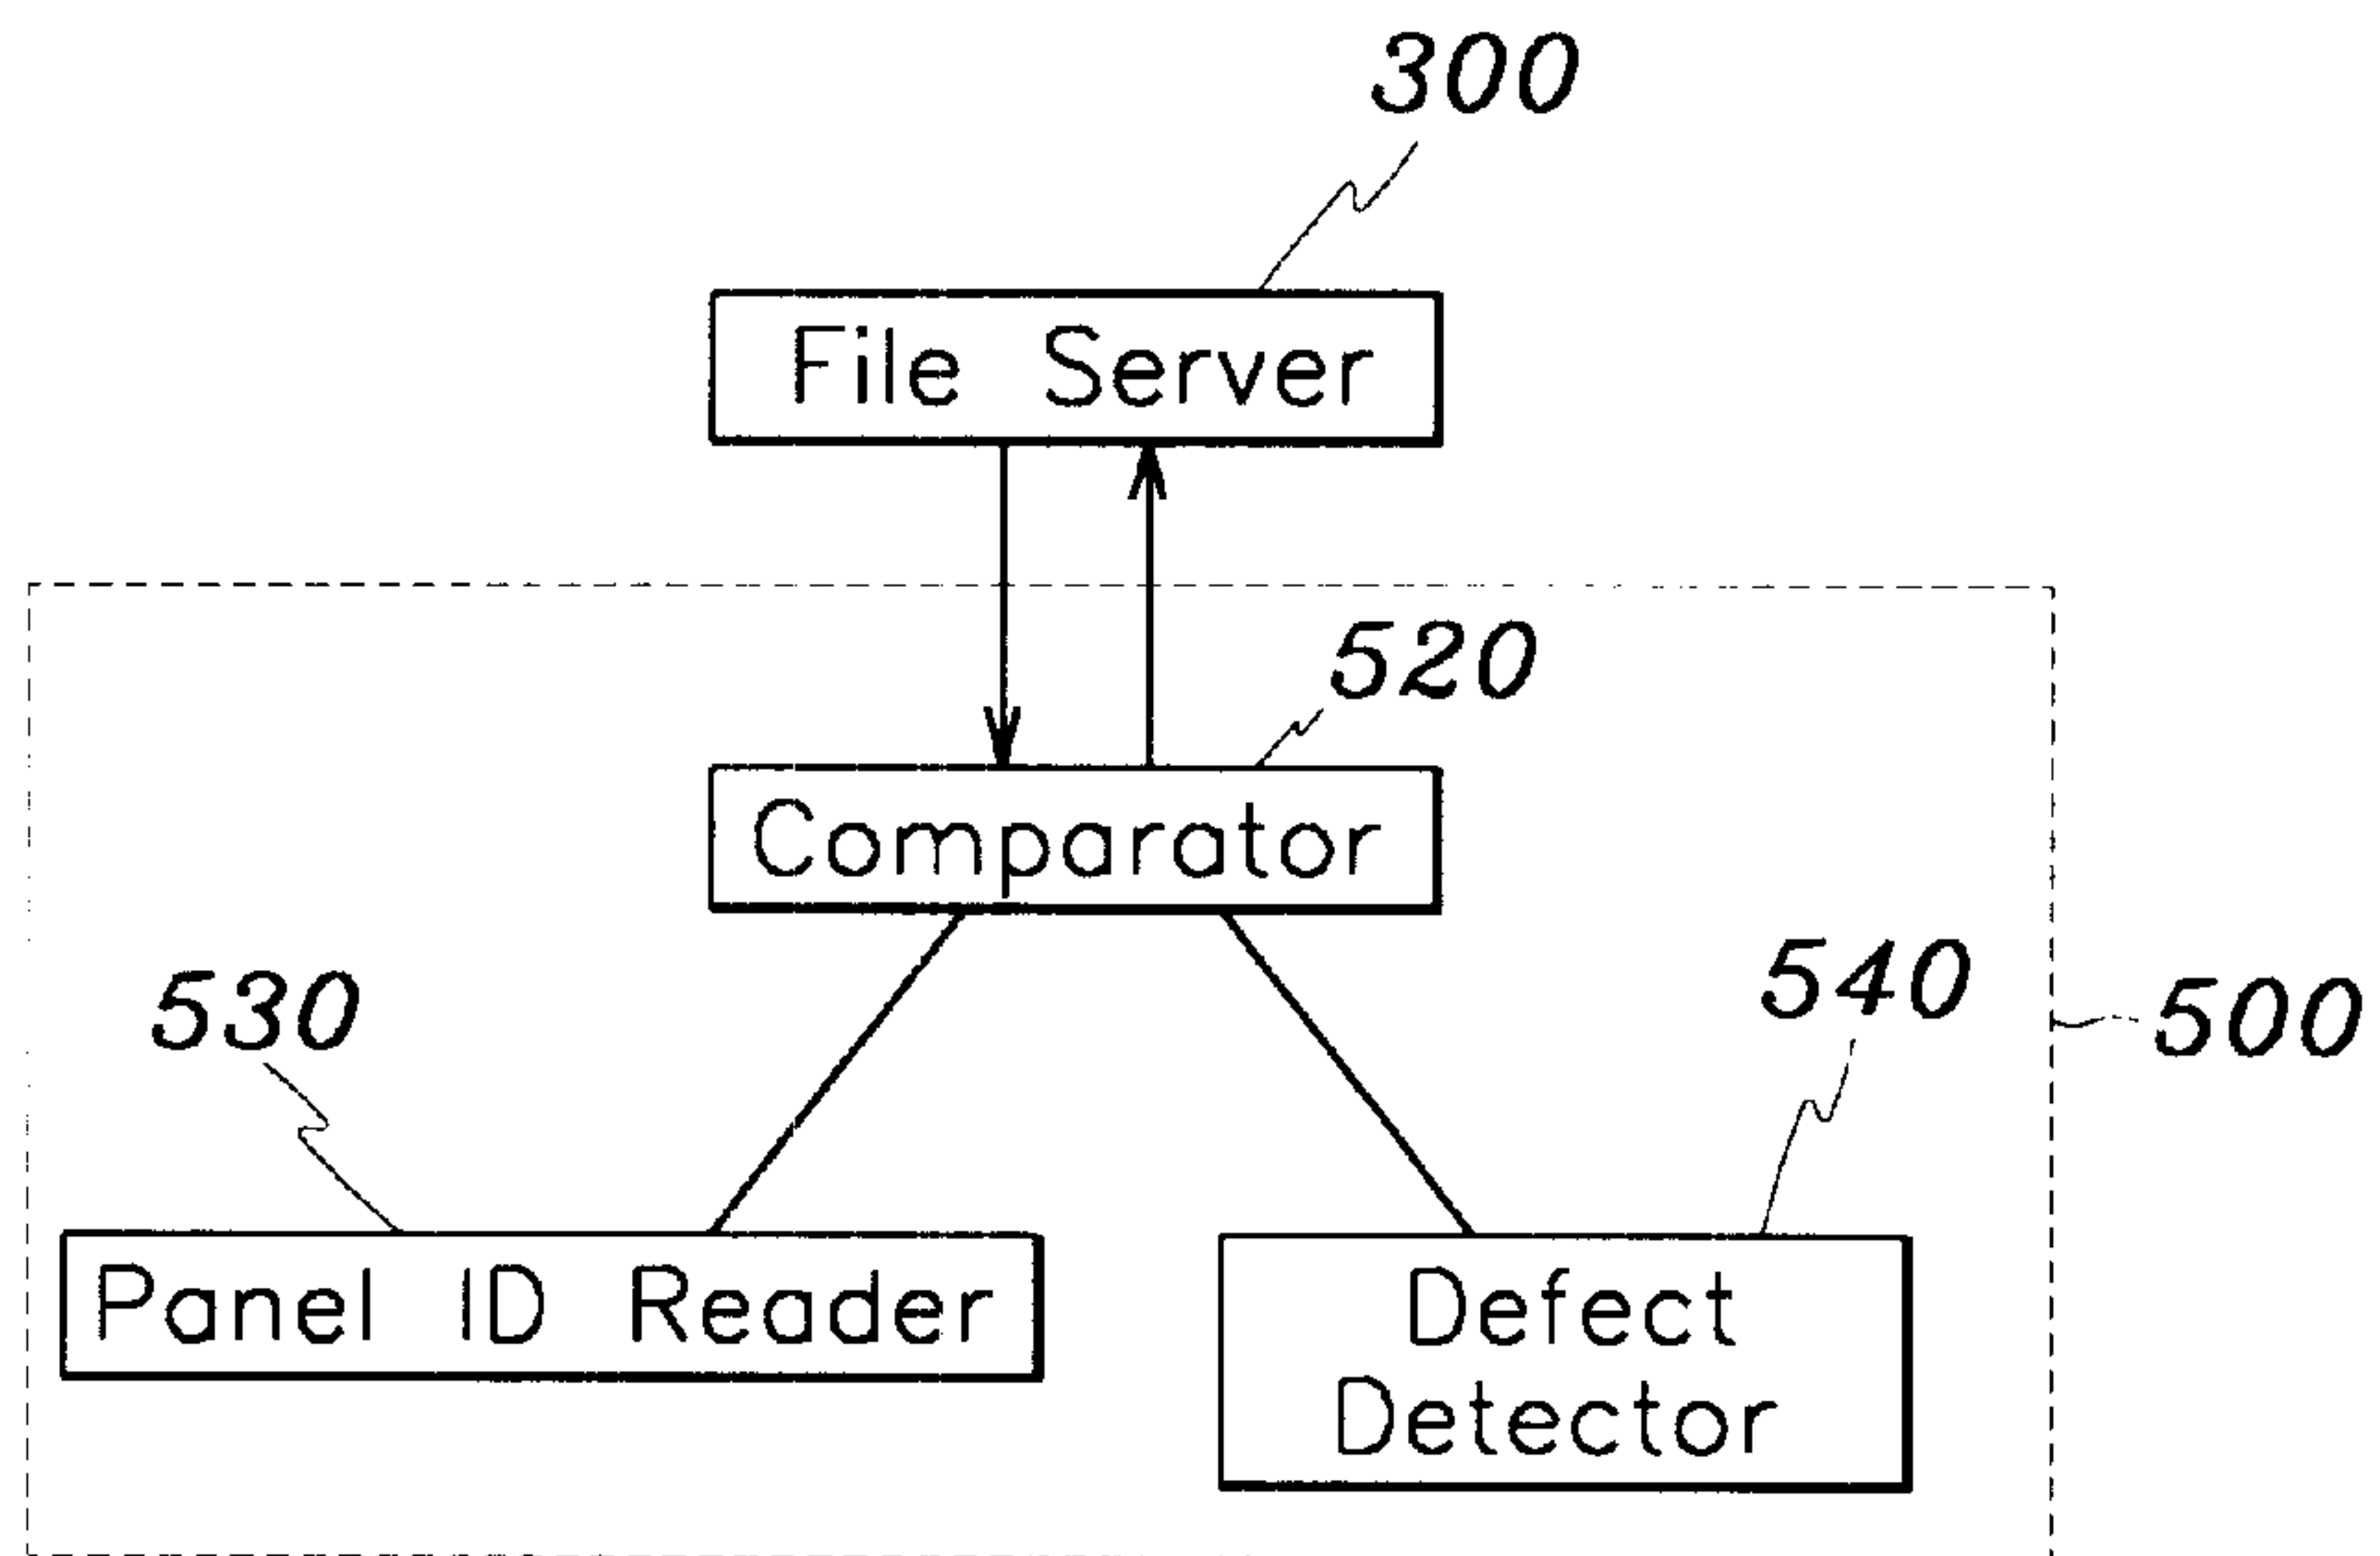 300
File Server
520
Comparator
530
540
500
Panel ID Reader
Defect
Detector